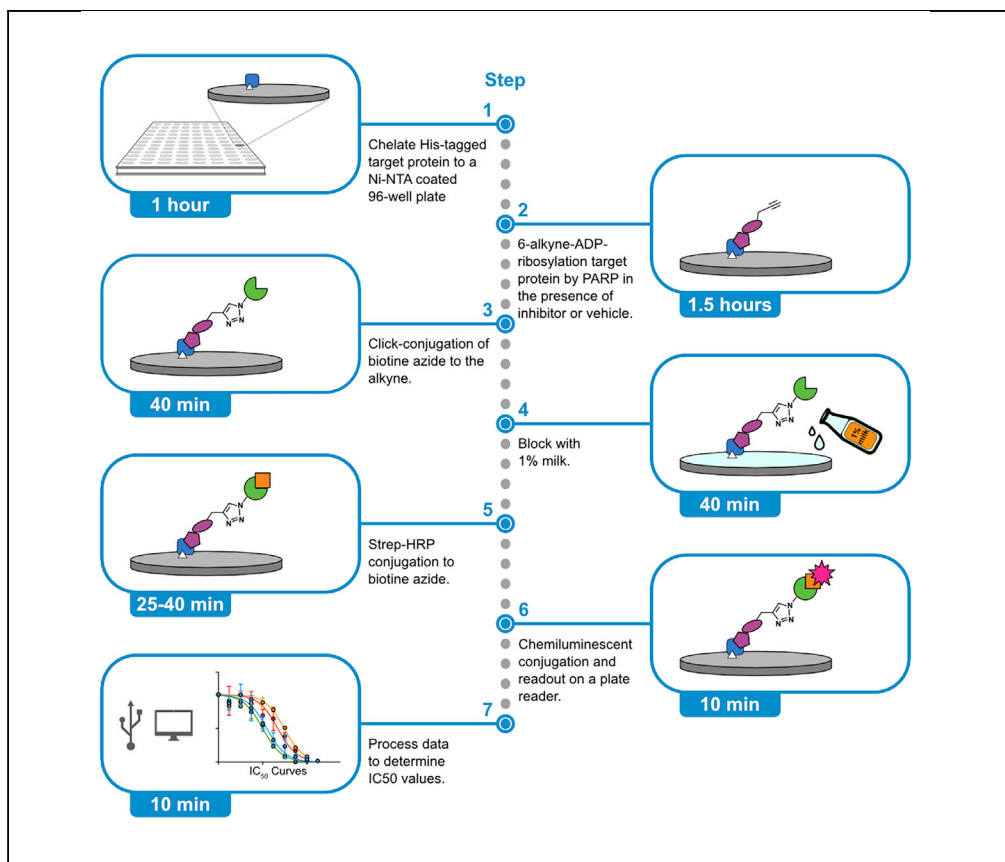 Step
1
Chelate His-tagged
target protein to a
Ni-NTA coated
96-well plate
1 hour
2
6-alkyne-ADP-
ribosylation target
protein by PARP in
the presence of
inhibitor or vehicle.
1.5 hours
3
Click-conjugation of
biotine azide to the
alkyne.
N
N=N
40 min
4
Block with
1% milk.
N
N=N
1%
milk
40 min
5
Strep-HRP
conjugation to
biotine azide.
N
N=N
25-40 min
6
Chemiluminescent
conjugation and
readout on a plate
reader.
N
N=N
10 min
7
Process data
to determine
IC50 values.
IC50 Curves
10 min